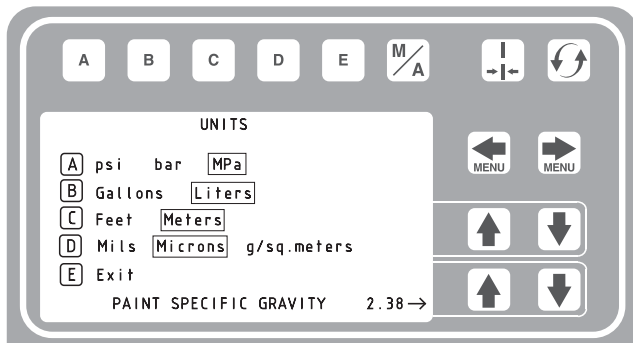 A B C D E M/A
UNITS
MENU MENU
A psi bar MPa
B Gallons Liters
C Feet Meters
D Mils Microns g/sq.meters
E Exit
PAINT SPECIFIC GRAVITY 2.38→